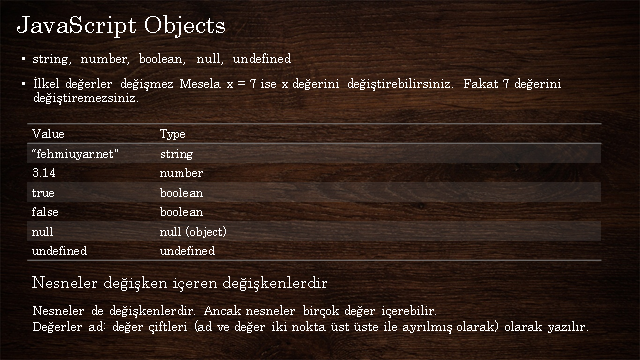 JavaScript Objects
• string, number, boolean, null, undefined
• İlkel değerler değişmez Mesela x = 7 ise x değerini değiştirebilirsiniz. Fakat 7 değerini
değiştiremezsiniz.
Value Type
“fehmiuyar.net” string
3.14 number
true boolean
false boolean
null null (object)
undefined undefined
Nesneler değişken içeren değişkenlerdir
Nesneler de değişkenlerdir. Ancak nesneler birçok değer içerebilir.
Değerler ad: değer çiftleri (ad ve değer iki nokta üst üste ile ayrılmış olarak) olarak yazılır.